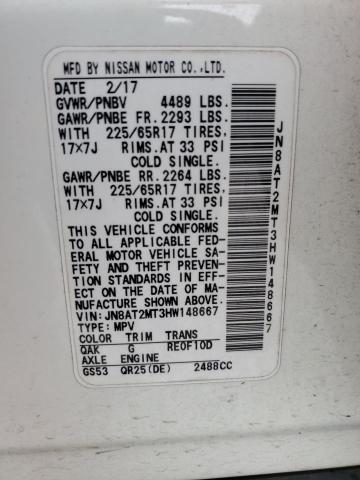 MFD BY NISSAN MOTOR CO.,LTD.
DATE 2/17
GVWR/PNBV 4489 LBS.
GAWR/PNBE FR. 2293 LBS.
WITH 225/65R17 TIRES,
17×7J RIMS.AT 33 PSI
COLD SINGLE.
GAWR/PNBE RR. 2264 LBS.
WITH 225/65R17 TIRES,
17×7J RIMS.AT 33 PSI
COLD SINGLE.
THIS VEHICLE CONFORMS
TO ALL APPLICABLE FED-
ERAL MOTOR VEHICLE SA-
FETY AND THEFT PREVEN-
TION STANDARDS IN EFF-
ECT ON THE DATE OF MA-
NUFACTURE SHOWN ABOVE.
VIN: JN8AT2MT3HW148667
TYPE: MPV
COLOR TRIM TRANS
QAK G RE0F10D
AXLE ENGINE
GS53 QR25(DE) 2488CC
JN8AT2MT3HW148667